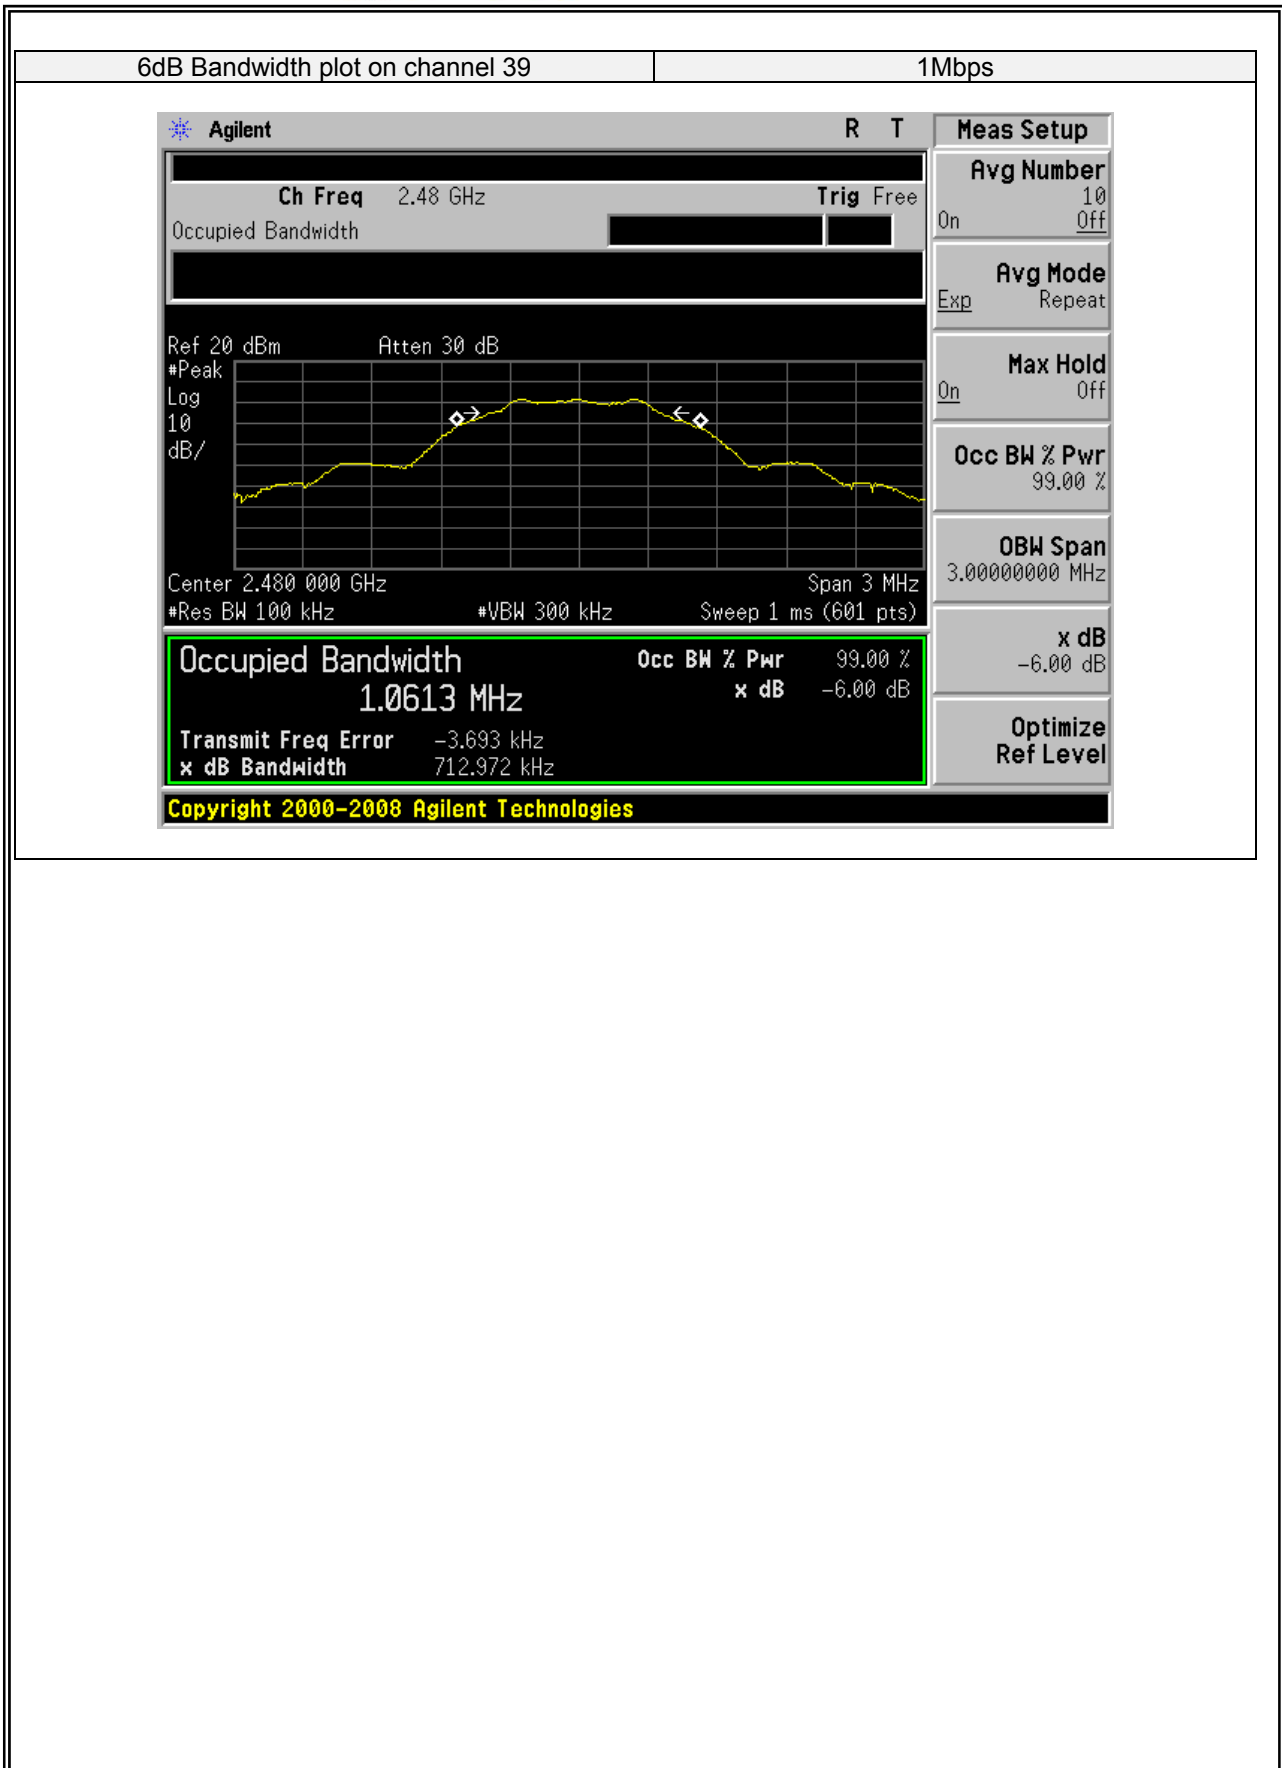 6dB Bandwidth plot on channel 39 1Mbps
Agilent R T Meas Setup
Ch Freq 2.48 GHz Trig Free
Occupied Bandwidth
Avg Number
10
On Off
Avg Mode
Exp Repeat
Max Hold
On Off
Occ BW % Pwr
99.00 %
OBW Span
3.00000000 MHz
x dB
-6.00 dB
Optimize
Ref Level
Ref 20 dBm Atten 30 dB
#Peak
Log
10
dB/
Center 2.480 000 GHz Span 3 MHz
#Res BW 100 kHz #VBW 300 kHz Sweep 1 ms (601 pts)
Occupied Bandwidth Occ BW % Pwr 99.00 %
1.0613 MHz x dB -6.00 dB
Transmit Freq Error -3.693 kHz
x dB Bandwidth 712.972 kHz
Copyright 2000-2008 Agilent Technologies